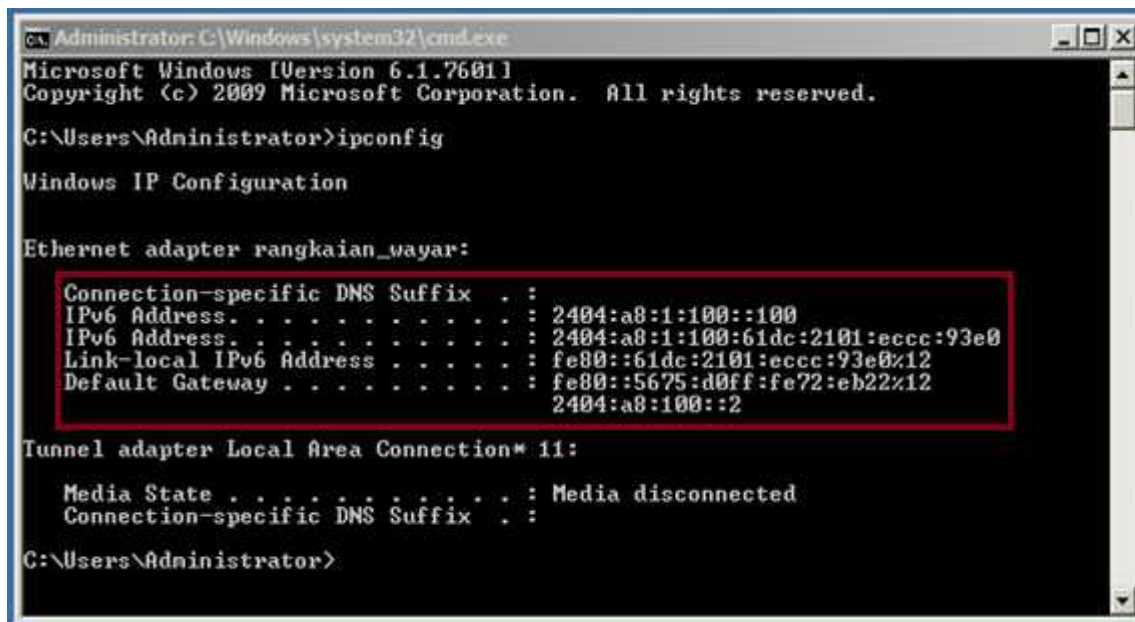 Administrator: C:\Windows\system32\cmd.exe
Microsoft Windows [Version 6.1.7601]
Copyright (c) 2009 Microsoft Corporation.  All rights reserved.
C:\Users\Administrator>ipconfig
Windows IP Configuration
Ethernet adapter rangkaian_wayar:
Connection-specific DNS Suffix  . :
IPv6 Address. . . . . . . . . . . : 2404:a8:1:100::100
IPv6 Address. . . . . . . . . . . : 2404:a8:1:100:61dc:2101:eccc:93e0
Link-local IPv6 Address . . . . . : fe80::61dc:2101:eccc:93e0%12
Default Gateway . . . . . . . . . : fe80::5675:d0ff:fe72:eb22%12
2404:a8:100::2
Tunnel adapter Local Area Connection* 11:
Media State . . . . . . . . . . . : Media disconnected
Connection-specific DNS Suffix  . :
C:\Users\Administrator>